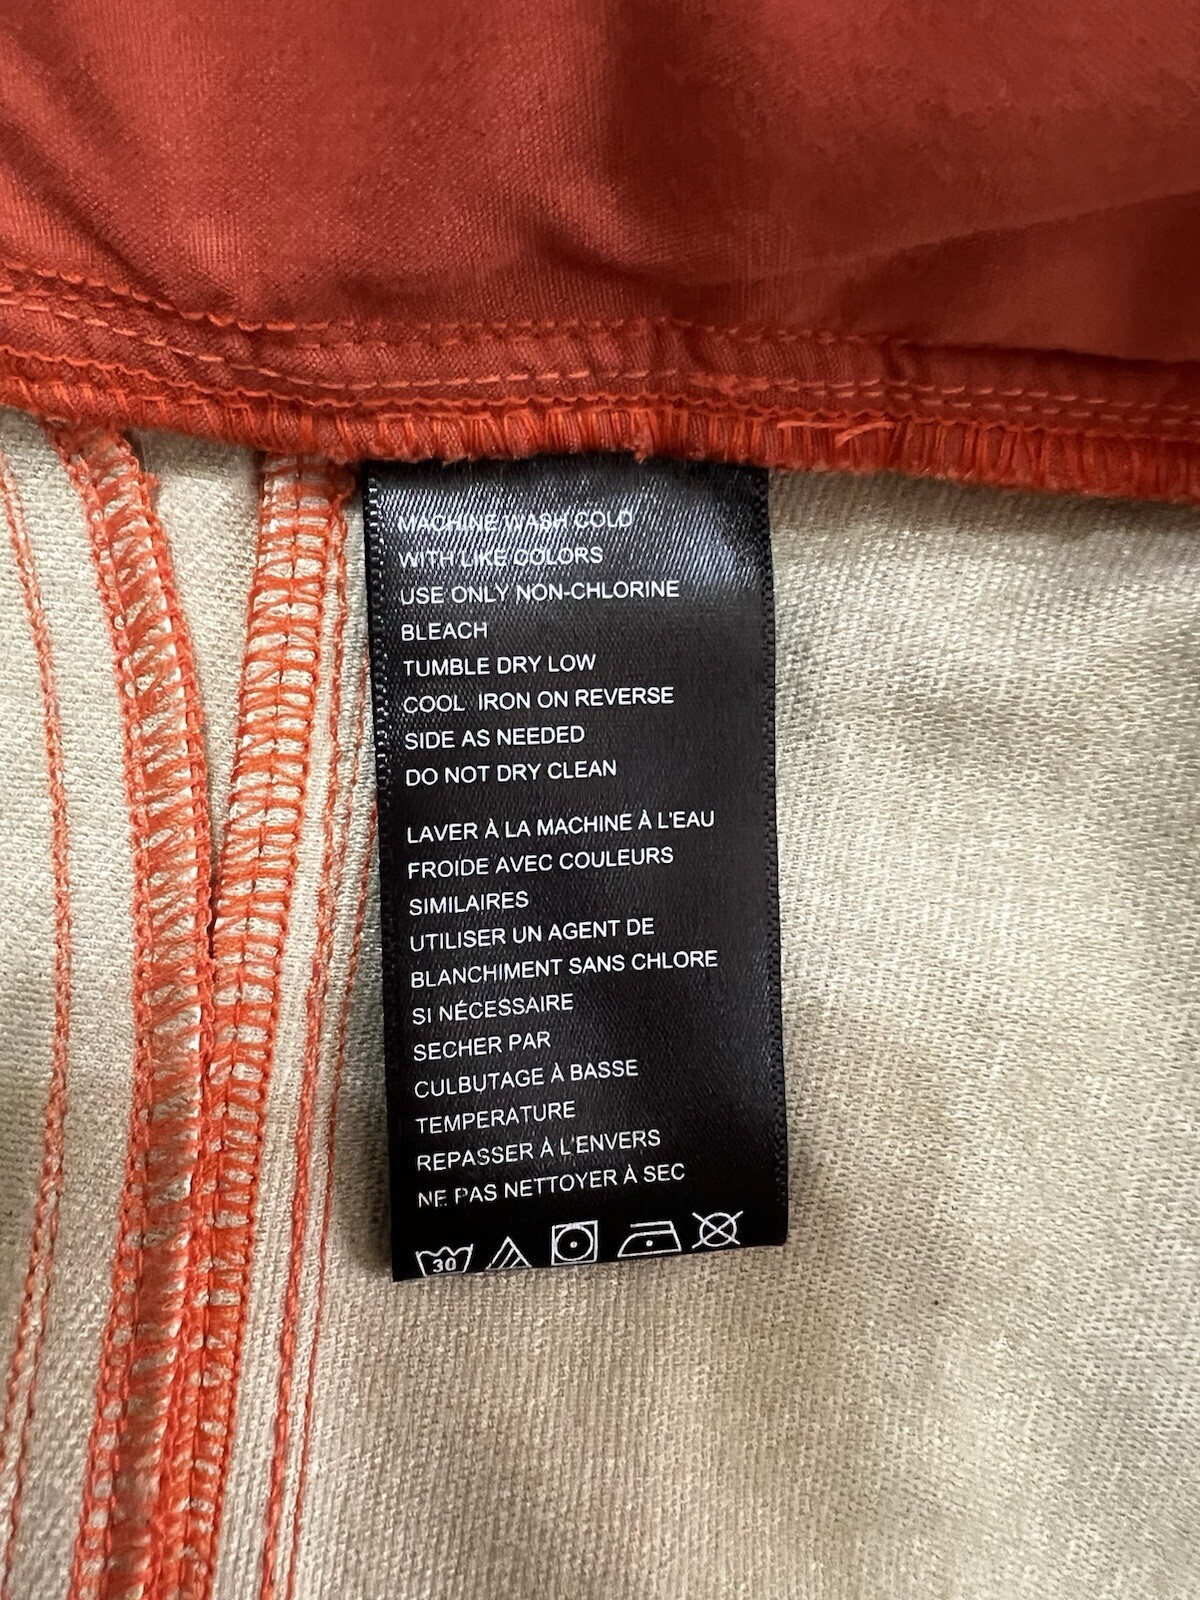 MACHINE WASH COLD
WITH LIKE COLORS
USE ONLY NON-CHLORINE
BLEACH
TUMBLE DRY LOW
COOL IRON ON REVERSE
SIDE AS NEEDED
DO NOT DRY CLEAN
LAVER À LA MACHINE À L'EAU
FROIDE AVEC COULEURS
SIMILAIRES
UTILISER UN AGENT DE
BLANCHIMENT SANS CHLORE
SI NÉCESSAIRE
SECHER PAR
CULBUTAGE À BASSE
TEMPERATURE
REPASSER À L'ENVERS
NE PAS NETTOYER À SEC
30